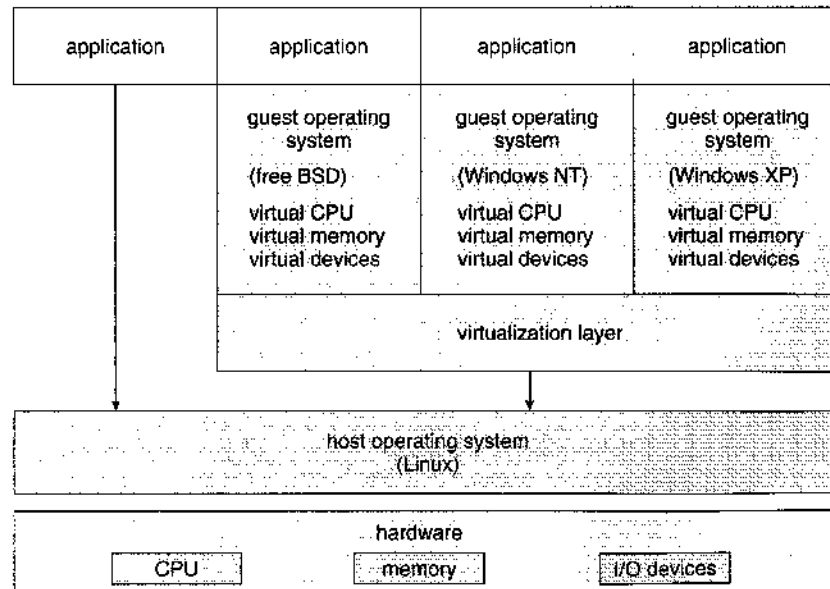 application
application
application
application
guest operating
system
(free BSD)
virtual CPU
virtual memory
virtual devices
guest operating
system
(Windows NT)
virtual CPU
virtual memory
virtual devices
guest operating
system
(Windows XP)
virtual CPU
virtual memory
virtual devices
virtualization layer
host operating system
(Linux)
hardware
CPU
memory
I/O devices